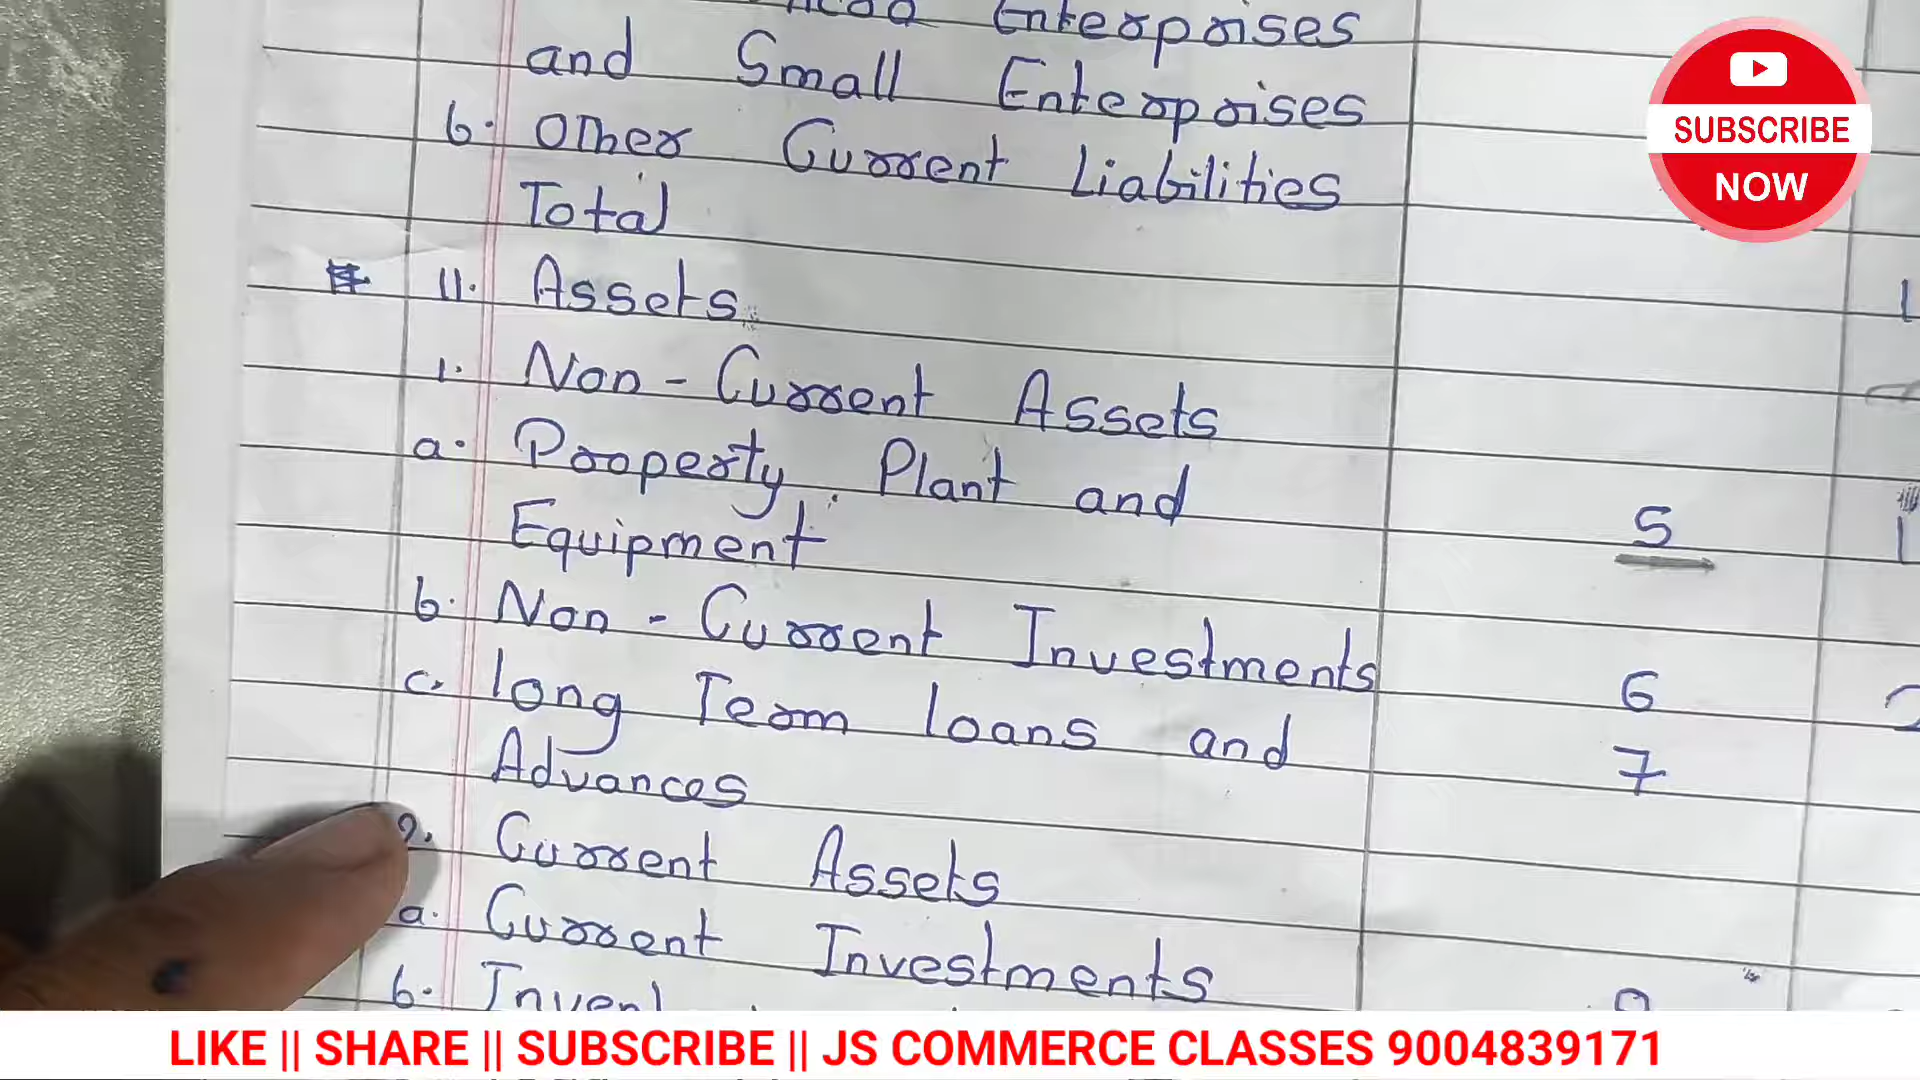 Enterprises
and Small Enterprises
b. Other Current Liabilities
Total
II. Assets
1. Non-Current Assets
a. Property Plant and
Equipment 5
b. Non-Current Investments 6
c. long Term loans and 7
Advances
2. Current Assets
a. Current Investments
b.
SUBSCRIBE
NOW
LIKE || SHARE || SUBSCRIBE || JS COMMERCE CLASSES 9004839171